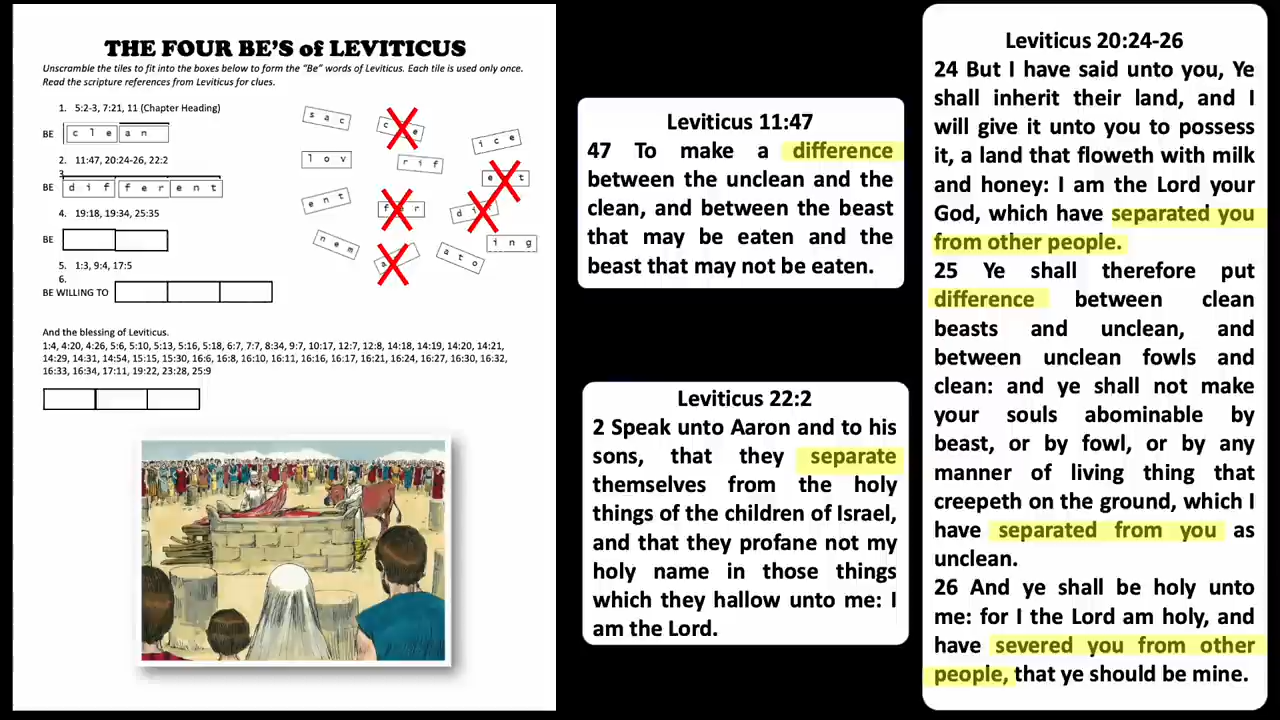 THE FOUR BE'S of LEVITICUS
Unscramble the tiles to fit into the boxes below to form the "Be" words of Leviticus. Each tile is used only once.
Read the scripture references from Leviticus for clues.
1. 5:2-3, 7:21, 11 (Chapter Heading)
BE clean
2. 11:47, 20:24-26, 22:2
3.
BE different
4. 19:18, 19:34, 25:35
BE
5. 1:3, 9:4, 17:5
6.
BE WILLING TO
sac
ice
lov
rif
ent
nem
ato
ing
And the blessing of Leviticus.
1:4, 4:20, 4:26, 5:6, 5:10, 5:13, 5:16, 5:18, 6:7, 7:7, 8:34, 9:7, 10:17, 12:7, 12:8, 14:18, 14:19, 14:20, 14:21,
14:29, 14:31, 14:54, 15:15, 15:30, 16:6, 16:8, 16:10, 16:11, 16:16, 16:17, 16:21, 16:24, 16:27, 16:30, 16:32,
16:33, 16:34, 17:11, 19:22, 23:28, 25:9
Leviticus 11:47
47 To make a difference
between the unclean and the
clean, and between the beast
that may be eaten and the
beast that may not be eaten.
Leviticus 22:2
2 Speak unto Aaron and to his
sons, that they separate
themselves from the holy
things of the children of Israel,
and that they profane not my
holy name in those things
which they hallow unto me: I
am the Lord.
Leviticus 20:24-26
24 But I have said unto you, Ye
shall inherit their land, and I
will give it unto you to possess
it, a land that floweth with milk
and honey: I am the Lord your
God, which have separated you
from other people.
25 Ye shall therefore put
difference between clean
beasts and unclean, and
between unclean fowls and
clean: and ye shall not make
your souls abominable by
beast, or by fowl, or by any
manner of living thing that
creepeth on the ground, which I
have separated from you as
unclean.
26 And ye shall be holy unto
me: for I the Lord am holy, and
have severed you from other
people, that ye should be mine.